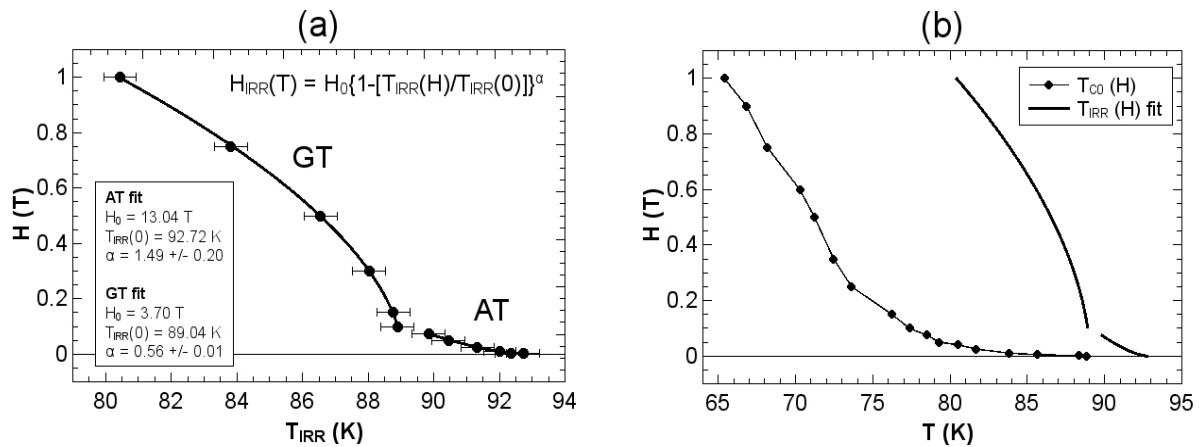 (a)
H_IRR(T) = H_0{1-[T_IRR(H)/T_IRR(0)]}^α
GT
AT
AT fit
H_0 = 13.04 T
T_IRR(0) = 92.72 K
α = 1.49 +/- 0.20
GT fit
H_0 = 3.70 T
T_IRR(0) = 89.04 K
α = 0.56 +/- 0.01
H (T)
1
0.8
0.6
0.4
0.2
0
80 82 84 86 88 90 92 94
T_IRR (K)
(b)
T_C0 (H)
T_IRR (H) fit
H (T)
1
0.8
0.6
0.4
0.2
0
65 70 75 80 85 90 95
T (K)